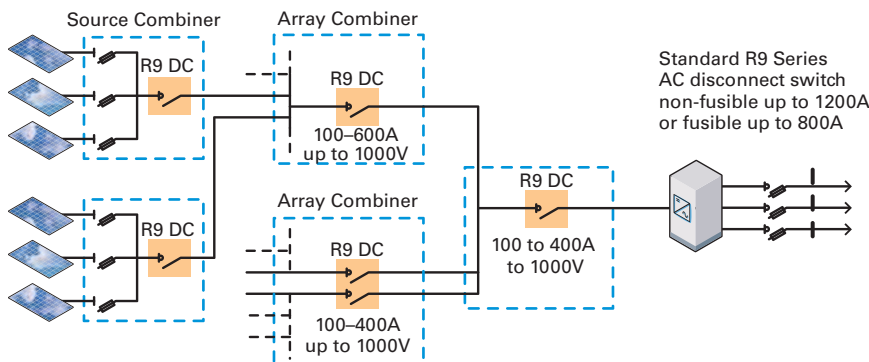 Source Combiner
R9 DC
R9 DC
Array Combiner
R9 DC
100–600A
up to 1000V
Array Combiner
R9 DC
100–400A
up to 1000V
R9 DC
100 to 400A
to 1000V
Standard R9 Series
AC disconnect switch
non-fusible up to 1200A
or fusible up to 800A